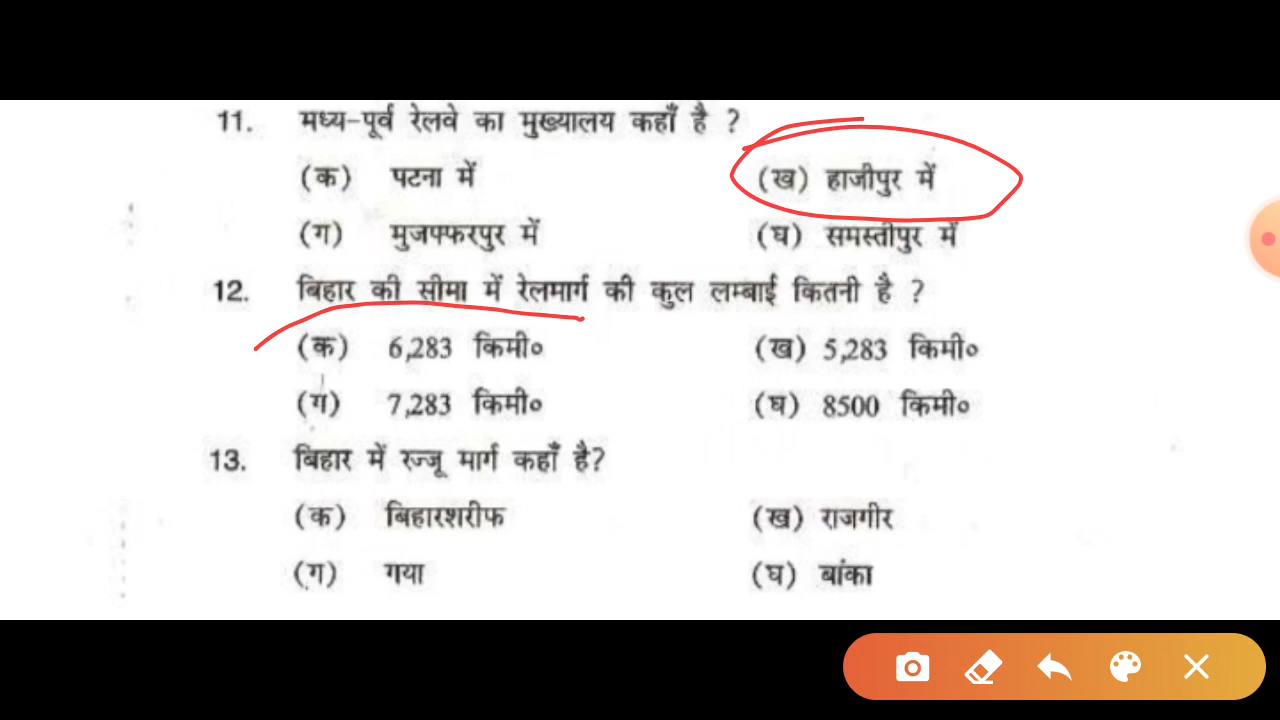 11. मध्य-पूर्व रेलवे का मुख्यालय कहाँ है ?
(क) पटना में (ख) हाजीपुर में
(ग) मुजफ्फरपुर में (घ) समस्तीपुर में
12. बिहार की सीमा में रेलमार्ग की कुल लम्बाई कितनी है ?
(क) 6,283 किमी० (ख) 5,283 किमी०
(ग) 7,283 किमी० (घ) 8500 किमी०
13. बिहार में रज्जू मार्ग कहाँ है?
(क) बिहारशरीफ (ख) राजगीर
(ग) गया (घ) बांका